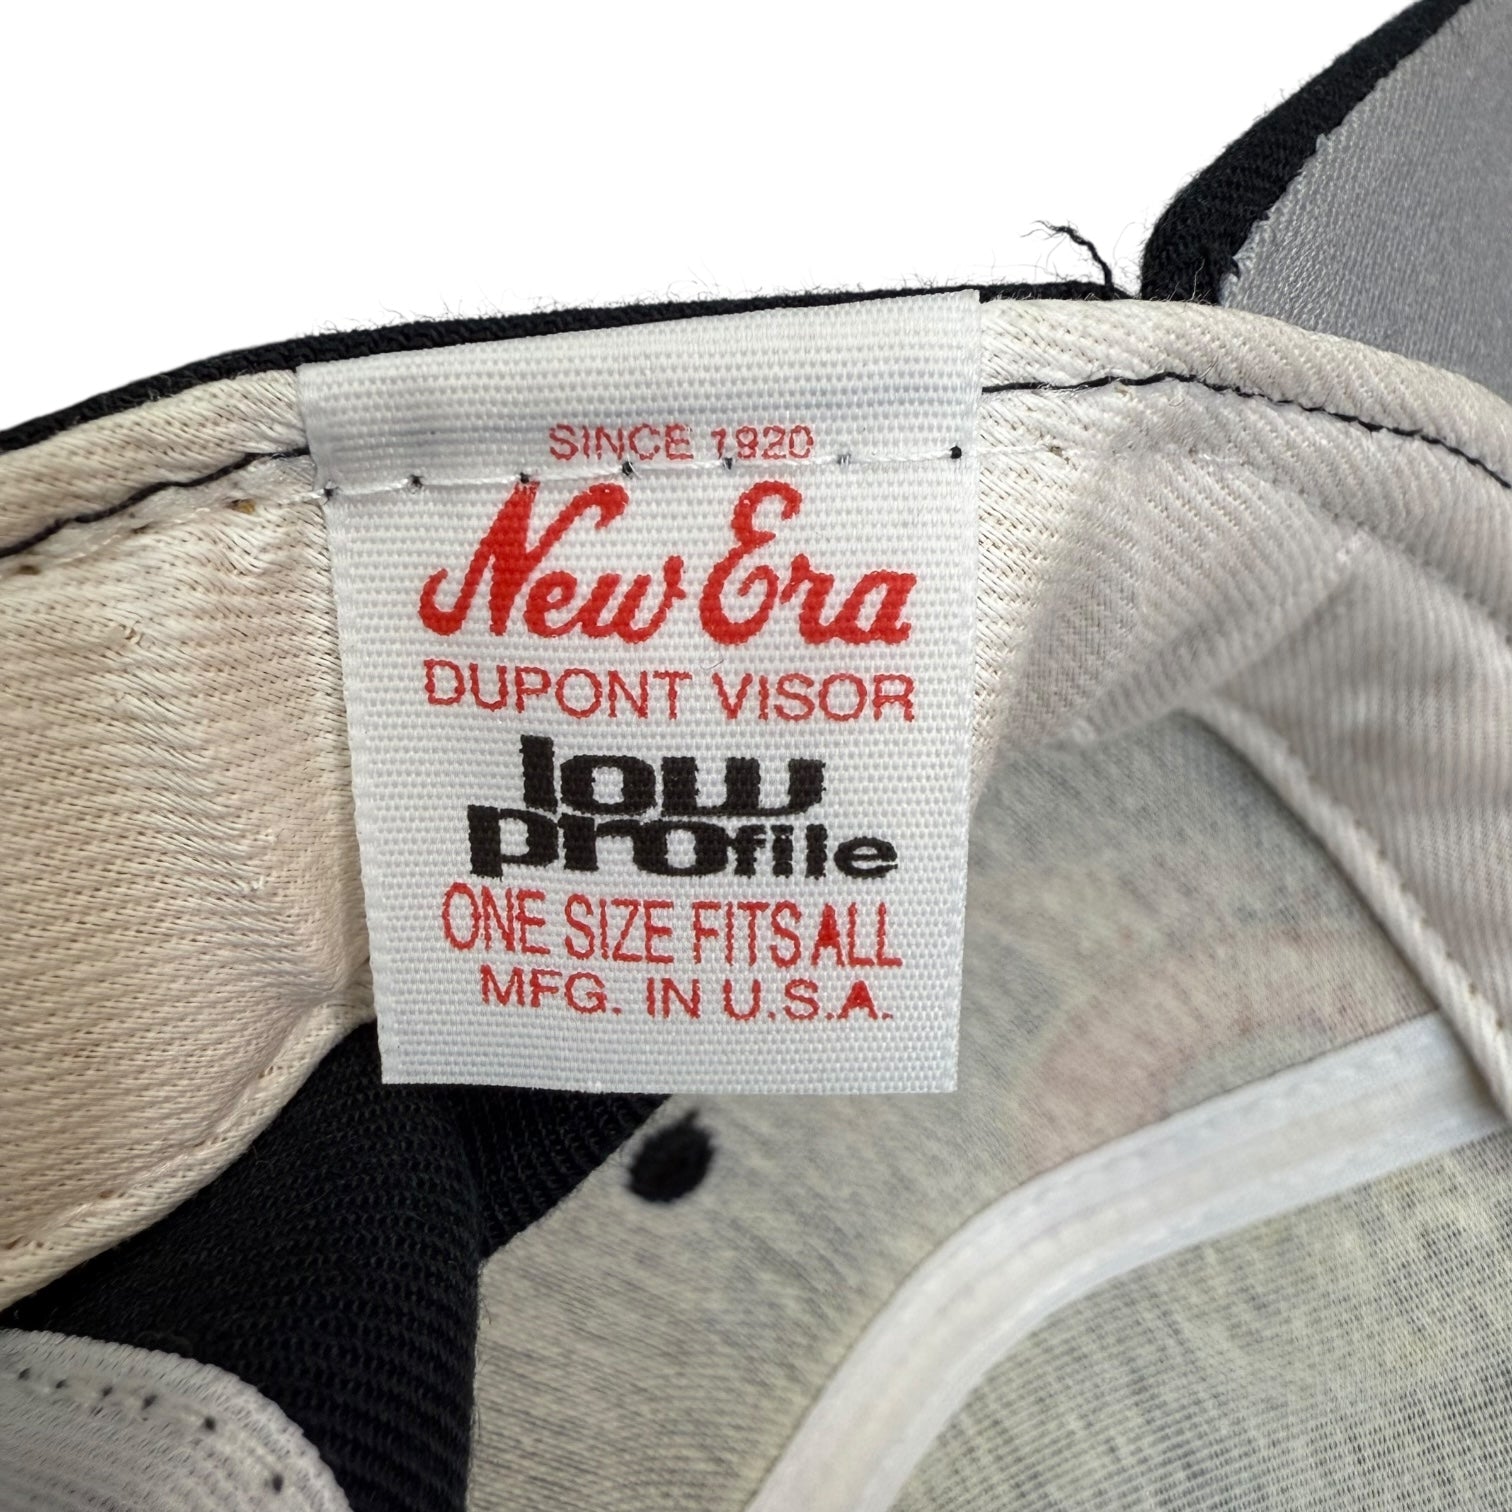 SINCE 1920
New Era
DUPONT VISOR
low
profile
ONE SIZE FITS ALL
MFG. IN U.S.A.